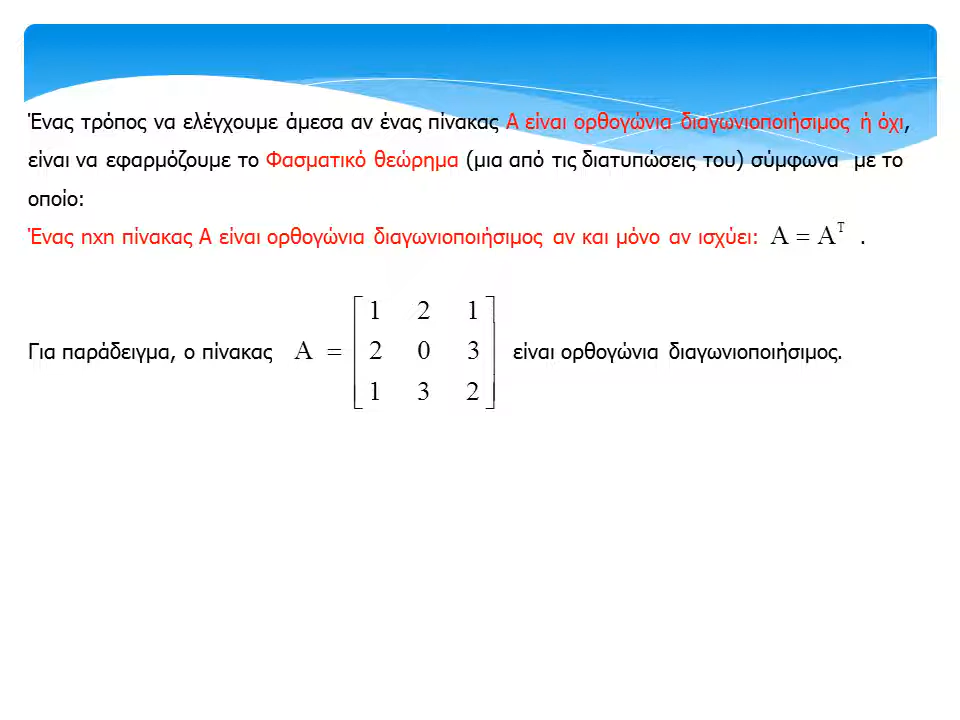 Ένας τρόπος να ελέγχουμε άμεσα αν ένας πίνακας Α είναι ορθογώνια διαγωνιοποιήσιμος ή όχι,
είναι να εφαρμόζουμε το Φασματικό θεώρημα (μια από τις διατυπώσεις του) σύμφωνα με το
οποίο:
Ένας nxn πίνακας Α είναι ορθογώνια διαγωνιοποιήσιμος αν και μόνο αν ισχύει: Α = Α^Τ .
1 2 1
Για παράδειγμα, ο πίνακας Α = 2 0 3 είναι ορθογώνια διαγωνιοποιήσιμος.
1 3 2